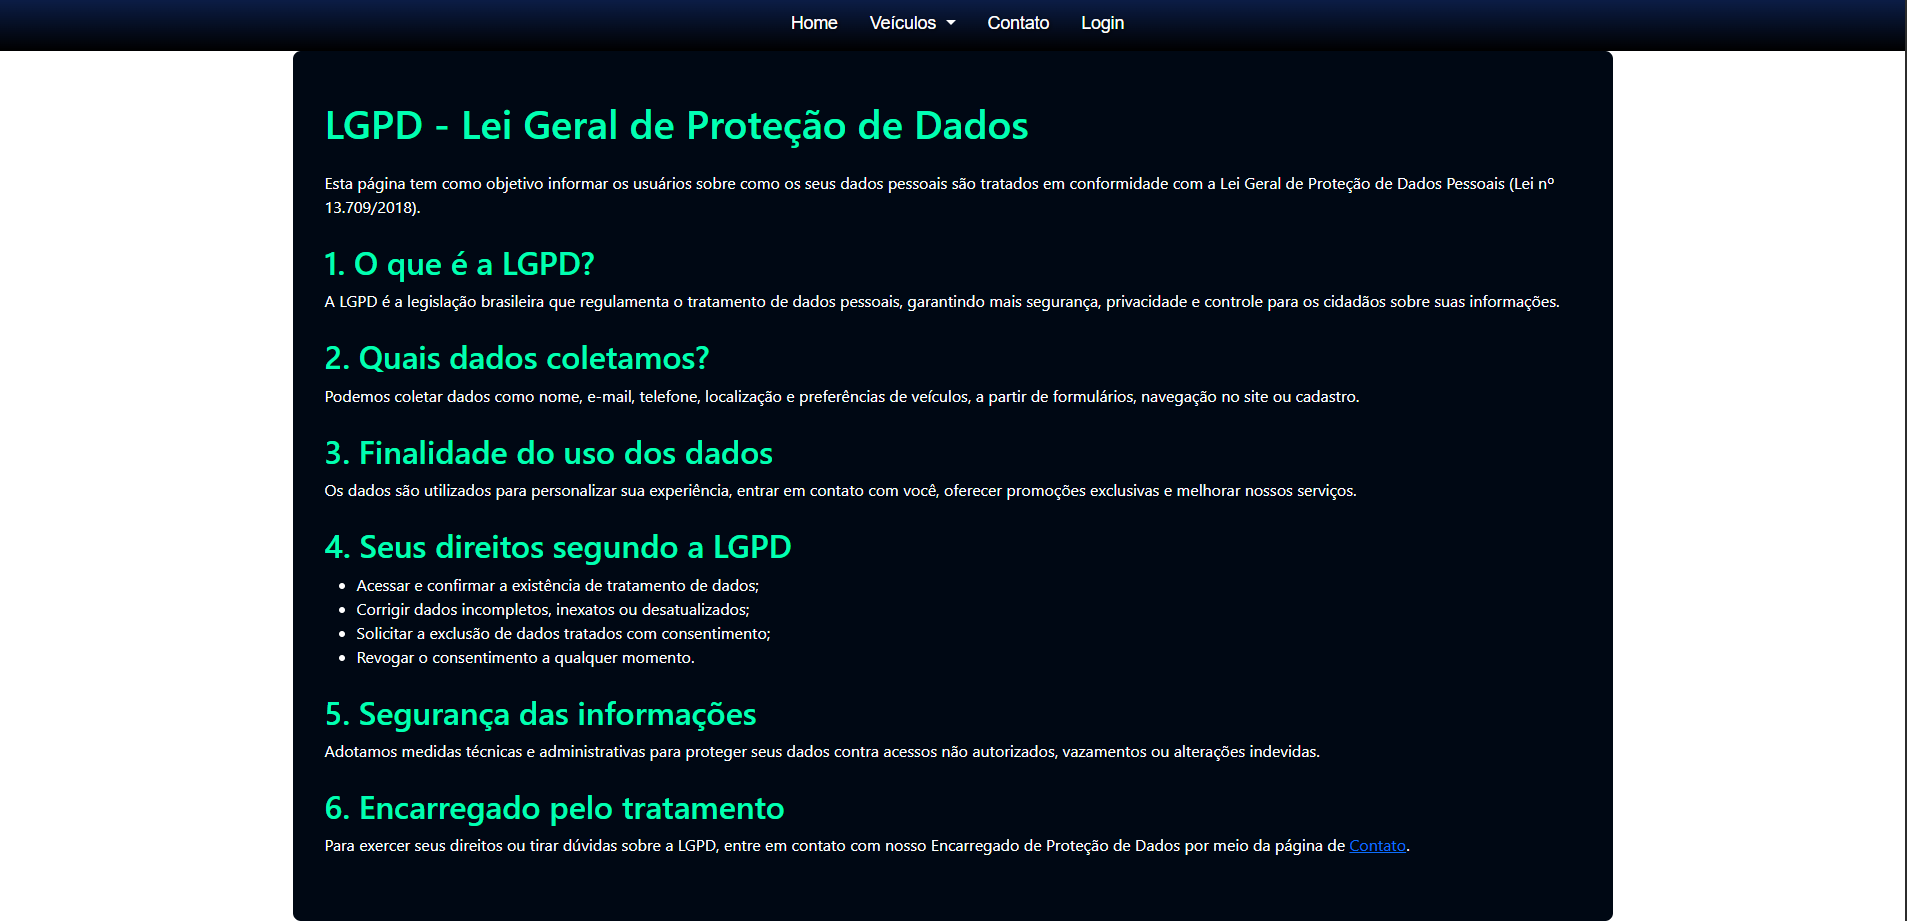 Home Veículos Contato Login
LGPD - Lei Geral de Proteção de Dados
Esta página tem como objetivo informar os usuários sobre como os seus dados pessoais são tratados em conformidade com a Lei Geral de Proteção de Dados Pessoais (Lei nº
13.709/2018).
1. O que é a LGPD?
A LGPD é a legislação brasileira que regulamenta o tratamento de dados pessoais, garantindo mais segurança, privacidade e controle para os cidadãos sobre suas informações.
2. Quais dados coletamos?
Podemos coletar dados como nome, e-mail, telefone, localização e preferências de veículos, a partir de formulários, navegação no site ou cadastro.
3. Finalidade do uso dos dados
Os dados são utilizados para personalizar sua experiência, entrar em contato com você, oferecer promoções exclusivas e melhorar nossos serviços.
4. Seus direitos segundo a LGPD
• Acessar e confirmar a existência de tratamento de dados;
• Corrigir dados incompletos, inexatos ou desatualizados;
• Solicitar a exclusão de dados tratados com consentimento;
• Revogar o consentimento a qualquer momento.
5. Segurança das informações
Adotamos medidas técnicas e administrativas para proteger seus dados contra acessos não autorizados, vazamentos ou alterações indevidas.
6. Encarregado pelo tratamento
Para exercer seus direitos ou tirar dúvidas sobre a LGPD, entre em contato com nosso Encarregado de Proteção de Dados por meio da página de Contato.